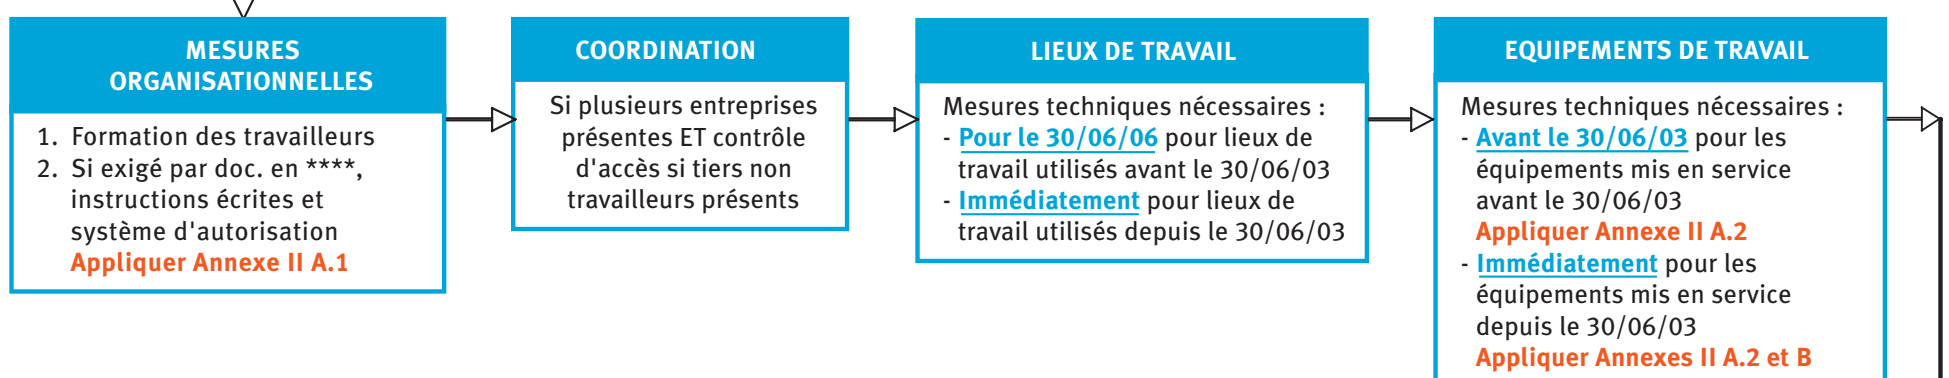 MESURES
ORGANISATIONNELLES
1. Formation des travailleurs
2. Si exigé par doc. en ****,
instructions écrites et
système d'autorisation
Appliquer Annexe II A.1
COORDINATION
Si plusieurs entreprises
présentes ET contrôle
d'accès si tiers non
travailleurs présents
LIEUX DE TRAVAIL
Mesures techniques nécessaires :
- Pour le 30/06/06 pour lieux de
travail utilisés avant le 30/06/03
- Immédiatement pour lieux de
travail utilisés depuis le 30/06/03
EQUIPEMENTS DE TRAVAIL
Mesures techniques nécessaires :
- Avant le 30/06/03 pour les
équipements mis en service
avant le 30/06/03
Appliquer Annexe II A.2
- Immédiatement pour les
équipements mis en service
depuis le 30/06/03
Appliquer Annexes II A.2 et B